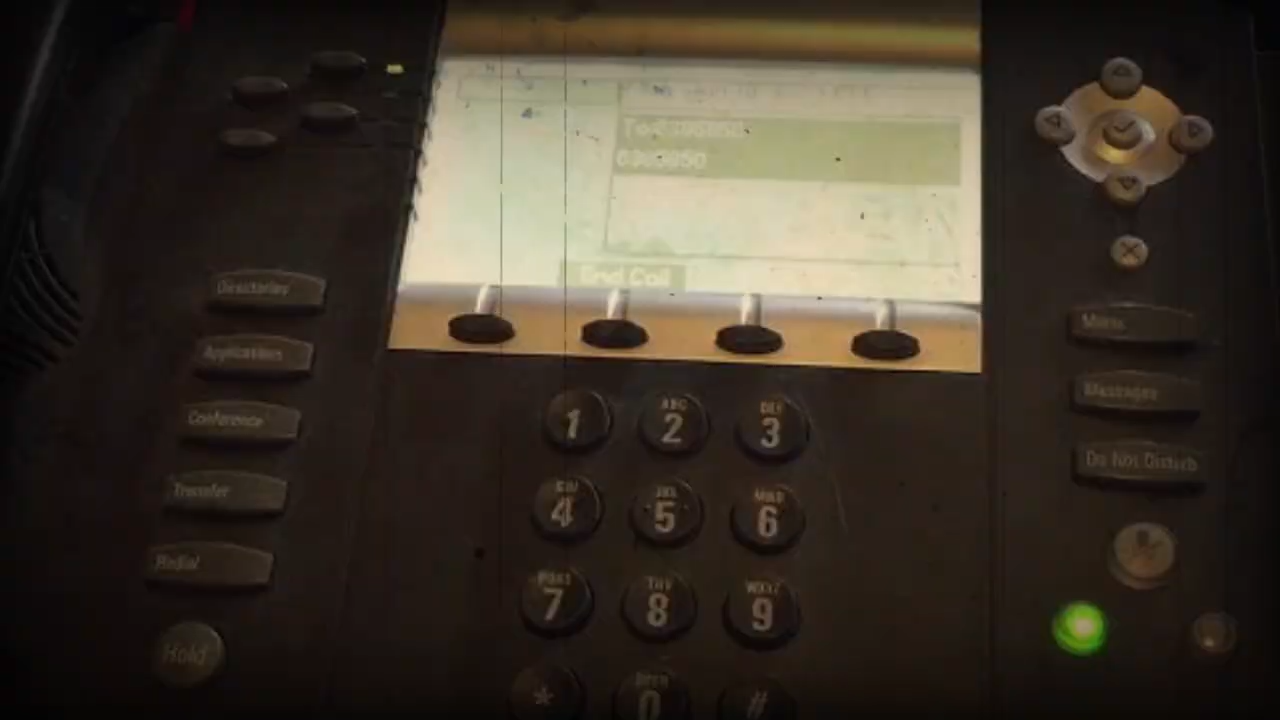 End Call
Directories
Applications
Conference
Transfer
Redial
Hold
1
ABC
2
DEF
3
GHI
4
JKL
5
MNO
6
PQRS
7
TUV
8
WXYZ
9
*
Oper
0
#
Menu
Messages
Do Not Disturb